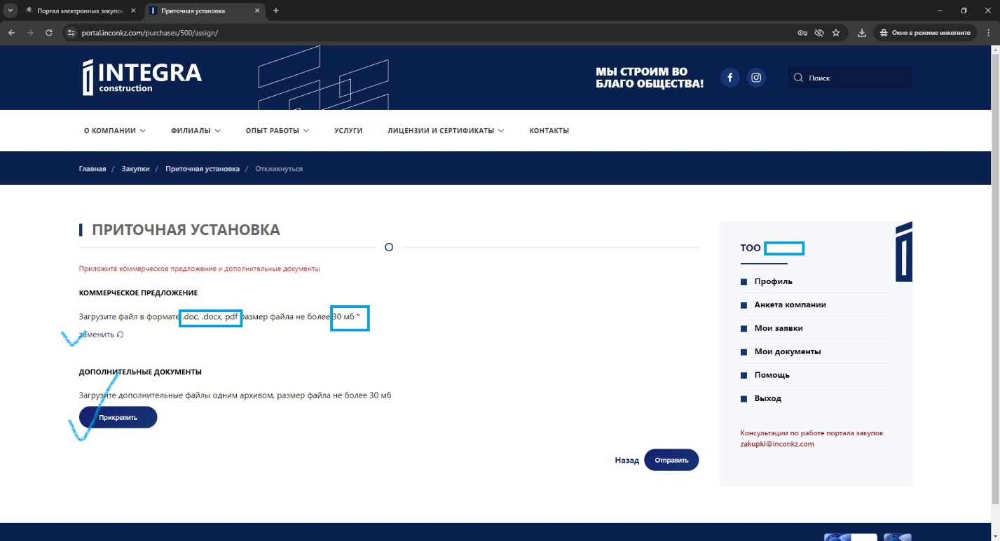 Портал электронных закупок
Приточная установка
portal.inconkz.com/purchases/500/assign/
Окно в режиме инкогнито
INTEGRA
construction
МЫ СТРОИМ ВО
БЛАГО ОБЩЕСТВА!
Поиск
О КОМПАНИИ
ФИЛИАЛЫ
ОПЫТ РАБОТЫ
УСЛУГИ
ЛИЦЕНЗИИ И СЕРТИФИКАТЫ
КОНТАКТЫ
Главная / Закупки / Приточная установка / Откликнуться
ПРИТОЧНАЯ УСТАНОВКА
Приложите коммерческое предложение и дополнительные документы
КОММЕРЧЕСКОЕ ПРЕДЛОЖЕНИЕ
Загрузите файл в формате .doc, .docx, pdf размер файла не более 30 мб *
заменить
ДОПОЛНИТЕЛЬНЫЕ ДОКУМЕНТЫ
Загрузите дополнительные файлы одним архивом, размер файла не более 30 мб
Прикрепить
Назад
Отправить
ТОО
Профиль
Анкета компании
Мои заявки
Мои документы
Помощь
Выход
Консультации по работе портала закупок
zakupki@inconkz.com